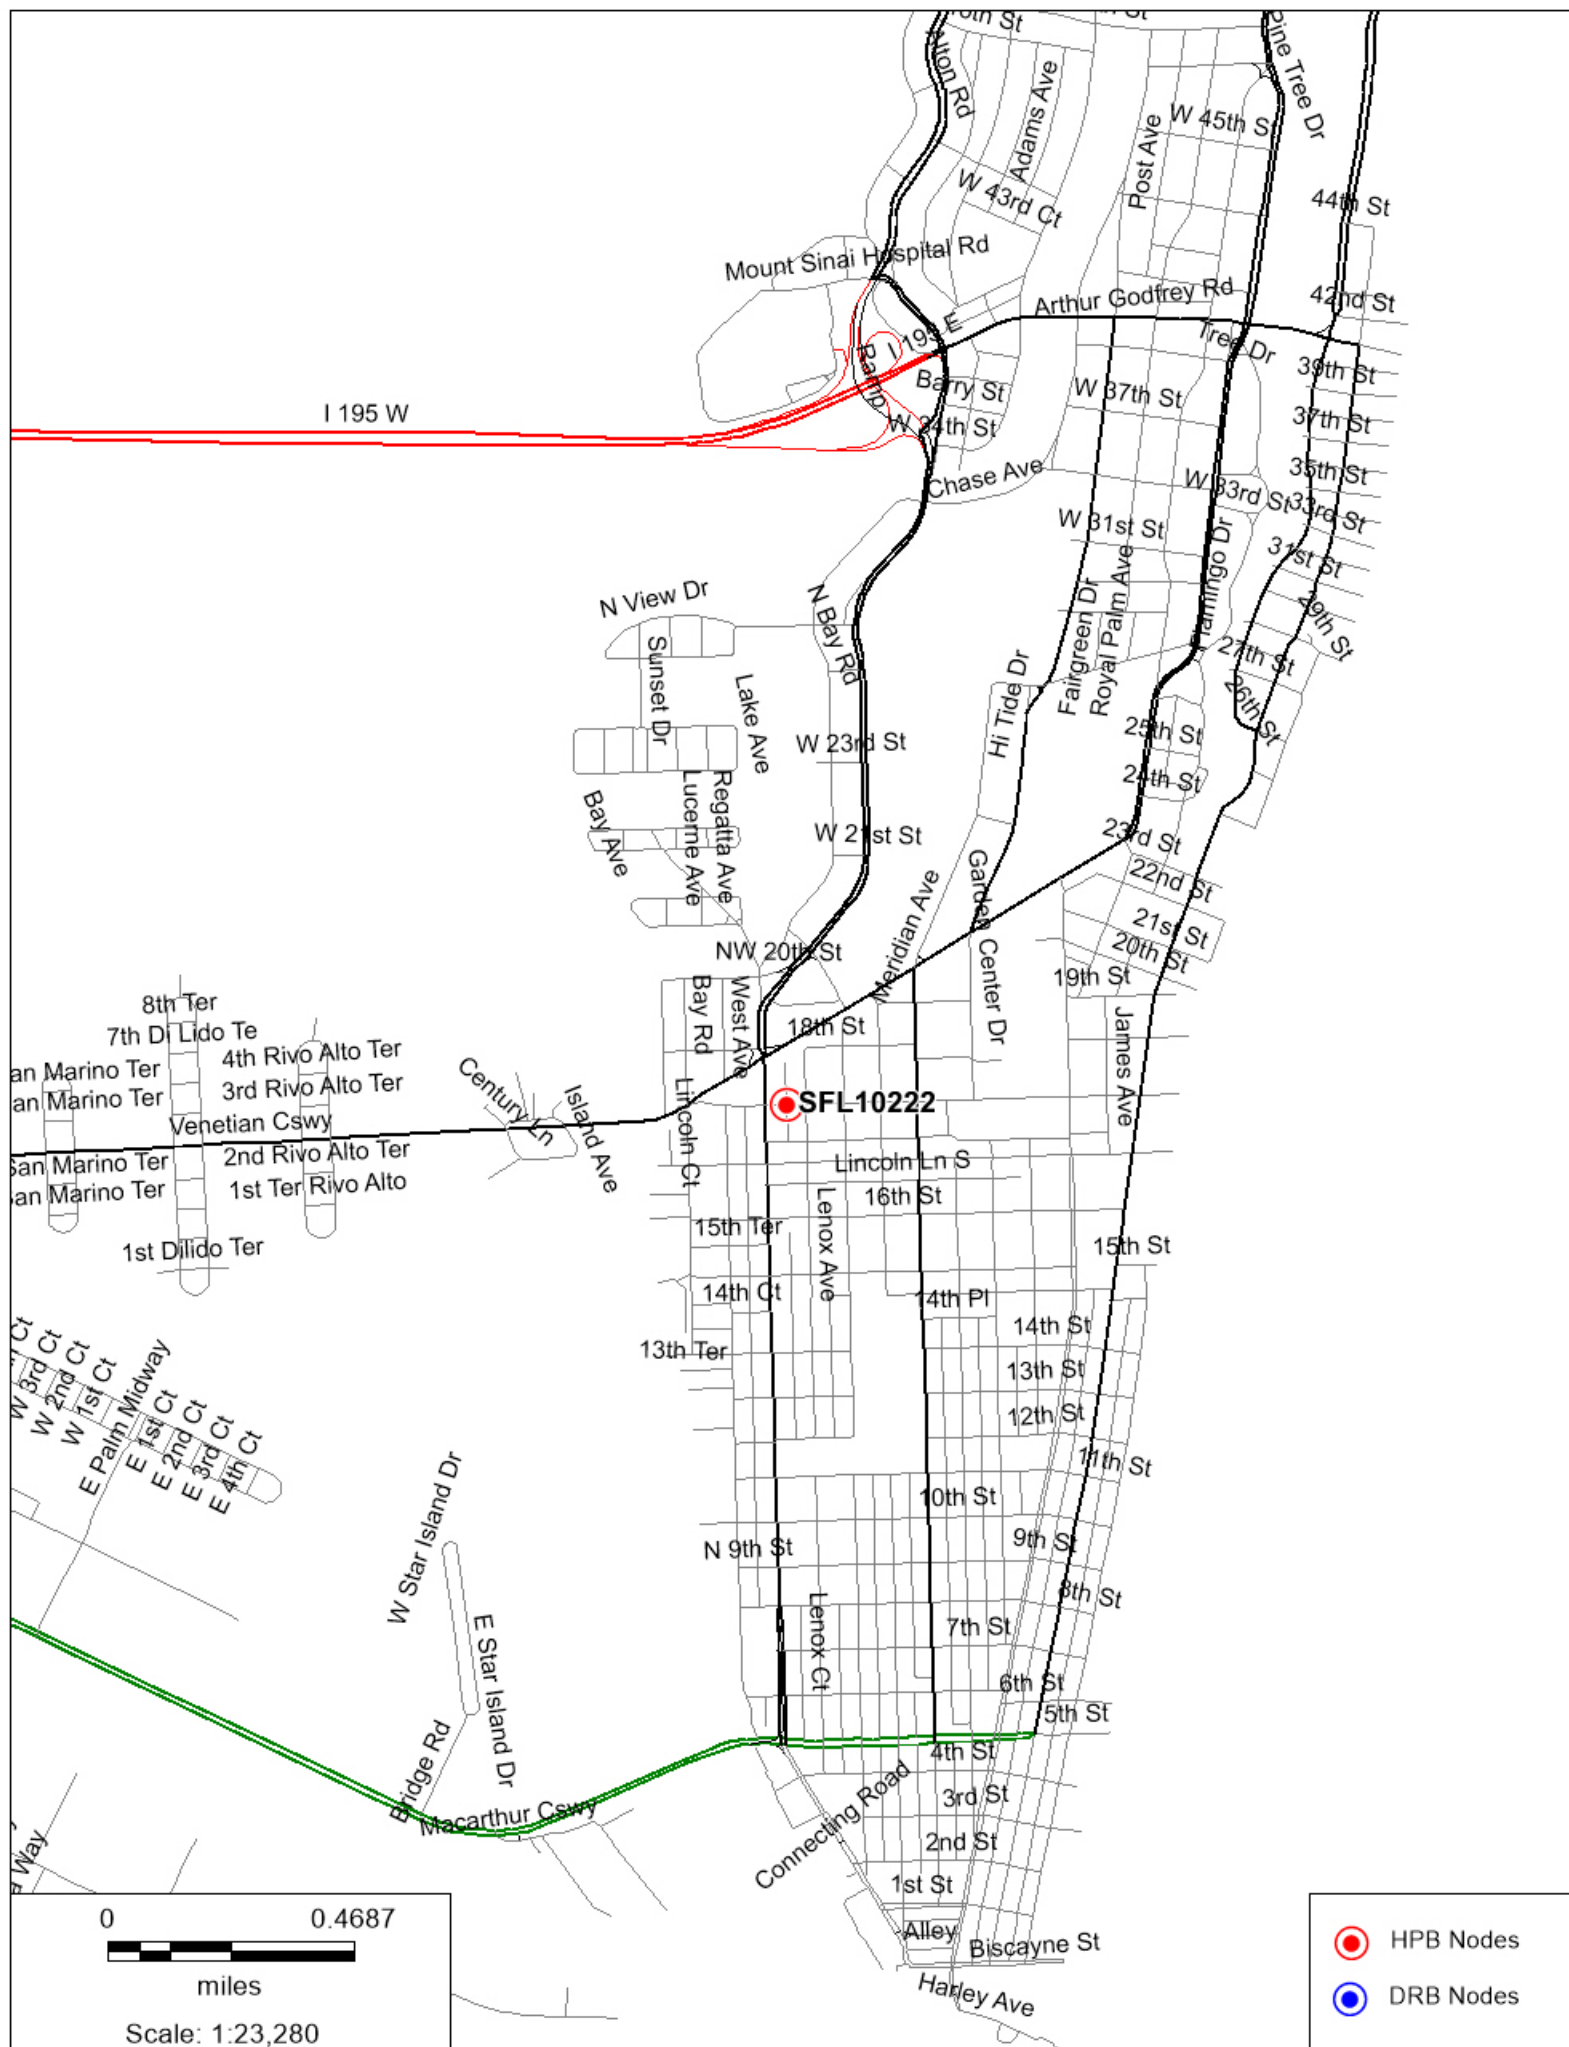 Alton Rd
Adams Ave
Pine Tree Dr
W 45th S
Post Ave
W 43rd Ct
44th St
Mount Sinai Hospital Rd
Arthur Godfrey Rd
42nd St
I 195 E
Tree Dr
Ramp
39th St
Barry St
W 37th St
I 195 W
37th St
W 34th St
35th St
Chase Ave
W 33rd St
33rd St
W 31st St
31st St
Flamingo Dr
N View Dr
N Bay Rd
Fairgreen Dr
Royal Palm Ave
29th St
Sunset Dr
27th St
Hi Tide Dr
26th St
Lake Ave
25th St
W 23rd St
24th St
Regatta Ave
Lucerne Ave
Bay Ave
W 21st St
23rd St
22nd St
Garden Center Dr
Meridian Ave
21st St
20th St
NW 20th St
19th St
Bay Rd
West Ave
8th Ter
18th St
James Ave
7th Di Lido Te
4th Rivo Alto Ter
an Marino Ter
3rd Rivo Alto Ter
an Marino Ter
Century Ln
Island Ave
Lincoln Ct
SFL10222
Venetian Cswy
San Marino Ter
2nd Rivo Alto Ter
Lincoln Ln S
an Marino Ter
1st Ter Rivo Alto
16th St
Lenox Ave
15th Ter
1st Dilido Ter
15th St
14th Ct
14th Pl
14th St
13th Ter
Ct
W 3rd Ct
W 2nd Ct
W 1st Ct
E Palm Midway
E 1st Ct
E 2nd Ct
E 3rd Ct
E 4th Ct
13th St
12th St
11th St
10th St
W Star Island Dr
N 9th St
9th St
8th St
Lenox Ct
7th St
E Star Island Dr
6th St
5th St
Bridge Rd
4th St
Macarthur Cswy
Connecting Road
3rd St
2nd St
a Way
1st St
Alley
Biscayne St
Harley Ave
0 0.4687
miles
Scale: 1:23,280
HPB Nodes
DRB Nodes